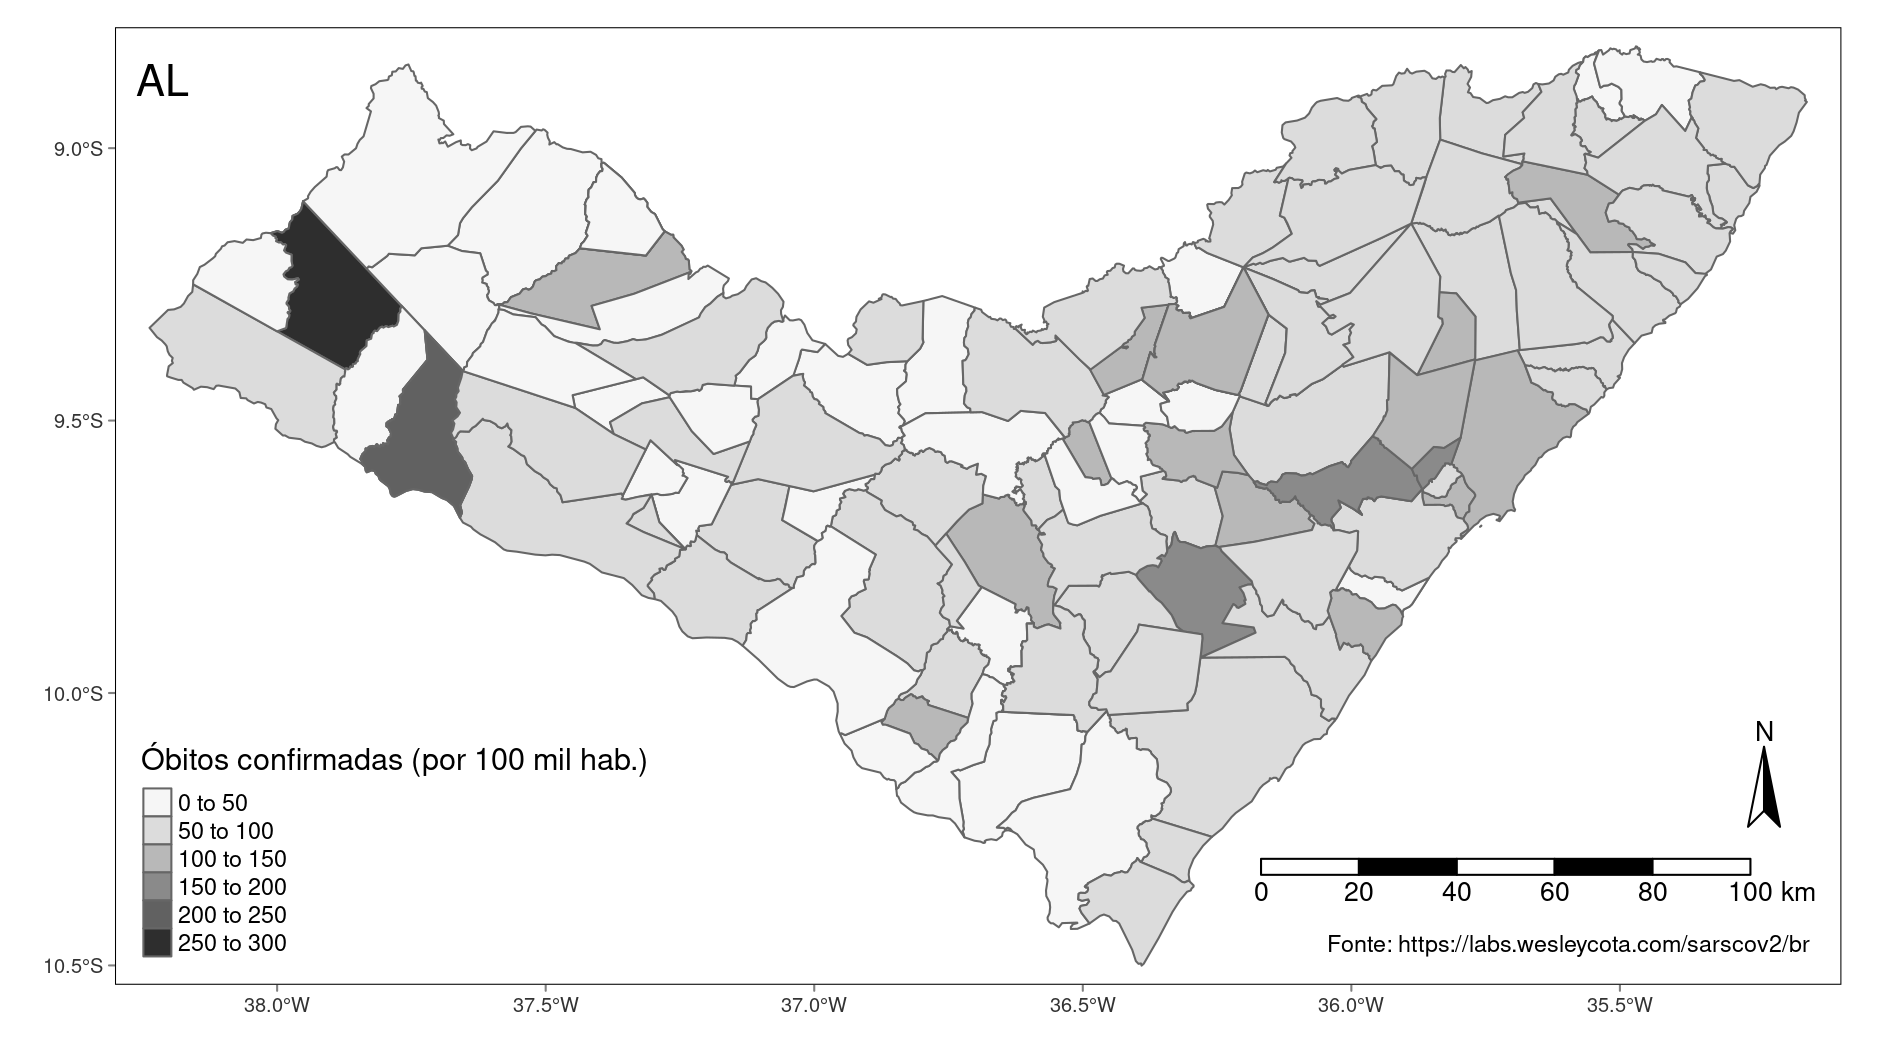 AL
9.0°S
9.5°S
10.0°S
10.5°S
Óbitos confirmadas (por 100 mil hab.)
0 to 50
50 to 100
100 to 150
150 to 200
200 to 250
250 to 300
N
0 20 40 60 80 100 km
Fonte: https://labs.wesleycota.com/sarscov2/br
38.0°W 37.5°W 37.0°W 36.5°W 36.0°W 35.5°W